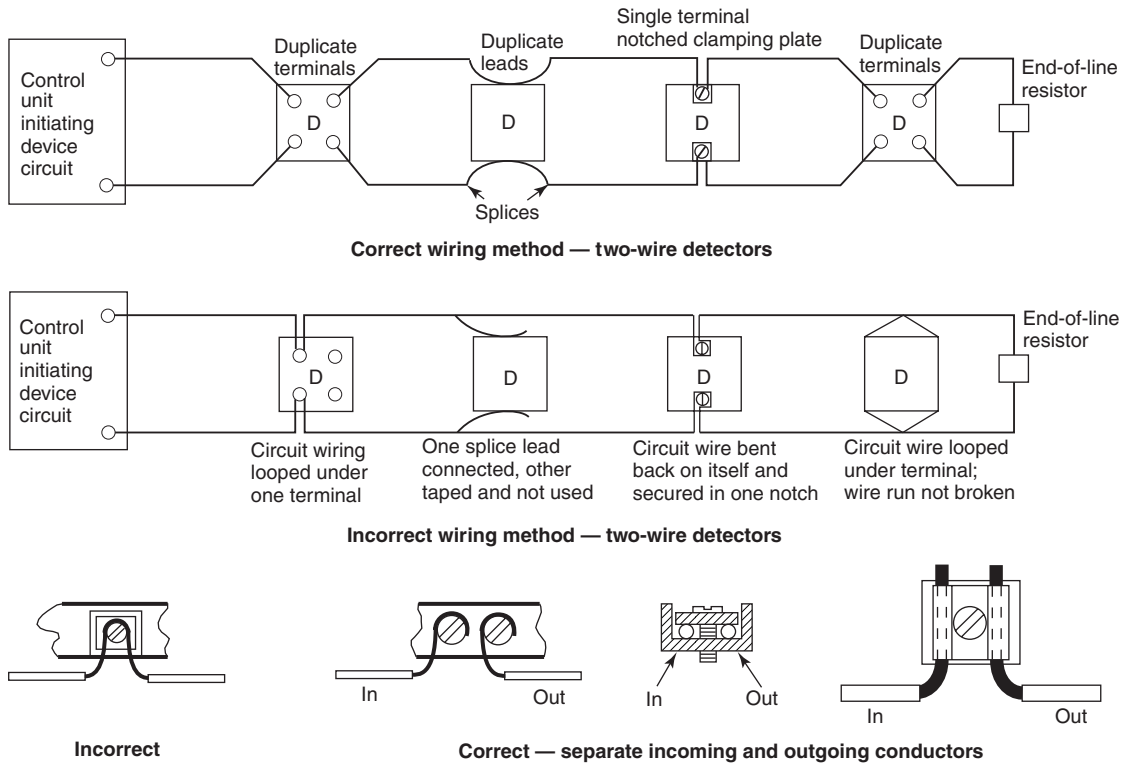 Single terminal
notched clamping plate
Duplicate
terminals
Duplicate
leads
Duplicate
terminals
End-of-line
resistor
Control
unit
initiating
device
circuit
D
D
D
D
Splices
Correct wiring method — two-wire detectors
Control
unit
initiating
device
circuit
D
D
D
D
End-of-line
resistor
Circuit wiring
looped under
one terminal
One splice lead
connected, other
taped and not used
Circuit wire bent
back on itself and
secured in one notch
Circuit wire looped
under terminal;
wire run not broken
Incorrect wiring method — two-wire detectors
In
Out
In
Out
In
Out
Incorrect
Correct — separate incoming and outgoing conductors